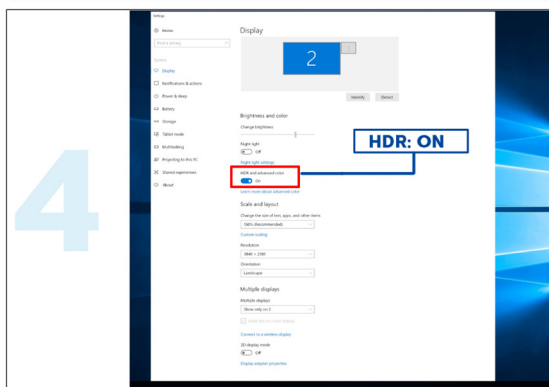 4
Settings
Home
Find a setting
System
Display
Notifications & actions
Power & sleep
Battery
Storage
Tablet mode
Multitasking
Projecting to this PC
Shared experiences
About
Display
2
1
Identify
Detect
Brightness and color
Change brightness
Night light
Off
Night light settings
HDR and advanced color
On
HDR: ON
Learn more about advanced color
Scale and layout
Change the size of text, apps, and other items
Custom scaling
Resolution
3840 × 2160
Orientation
Landscape
Multiple displays
Multiple displays
Show only on 2
Connect to a wireless display
3D display mode
Off
Display adapter properties